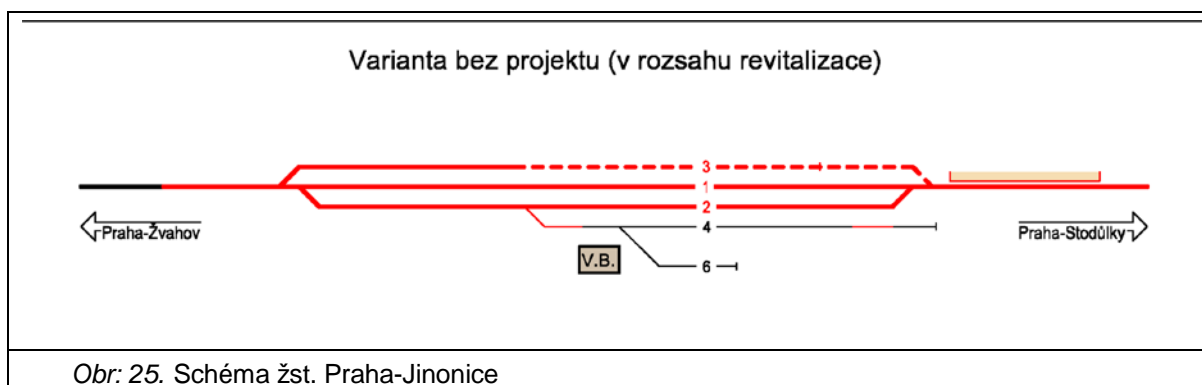 Varianta bez projektu (v rozsahu revitalizace)
3
1
2
Praha-Žvahov
4
Praha-Stodůlky
V.B.
6
Obr: 25. Schéma žst. Praha-Jinonice